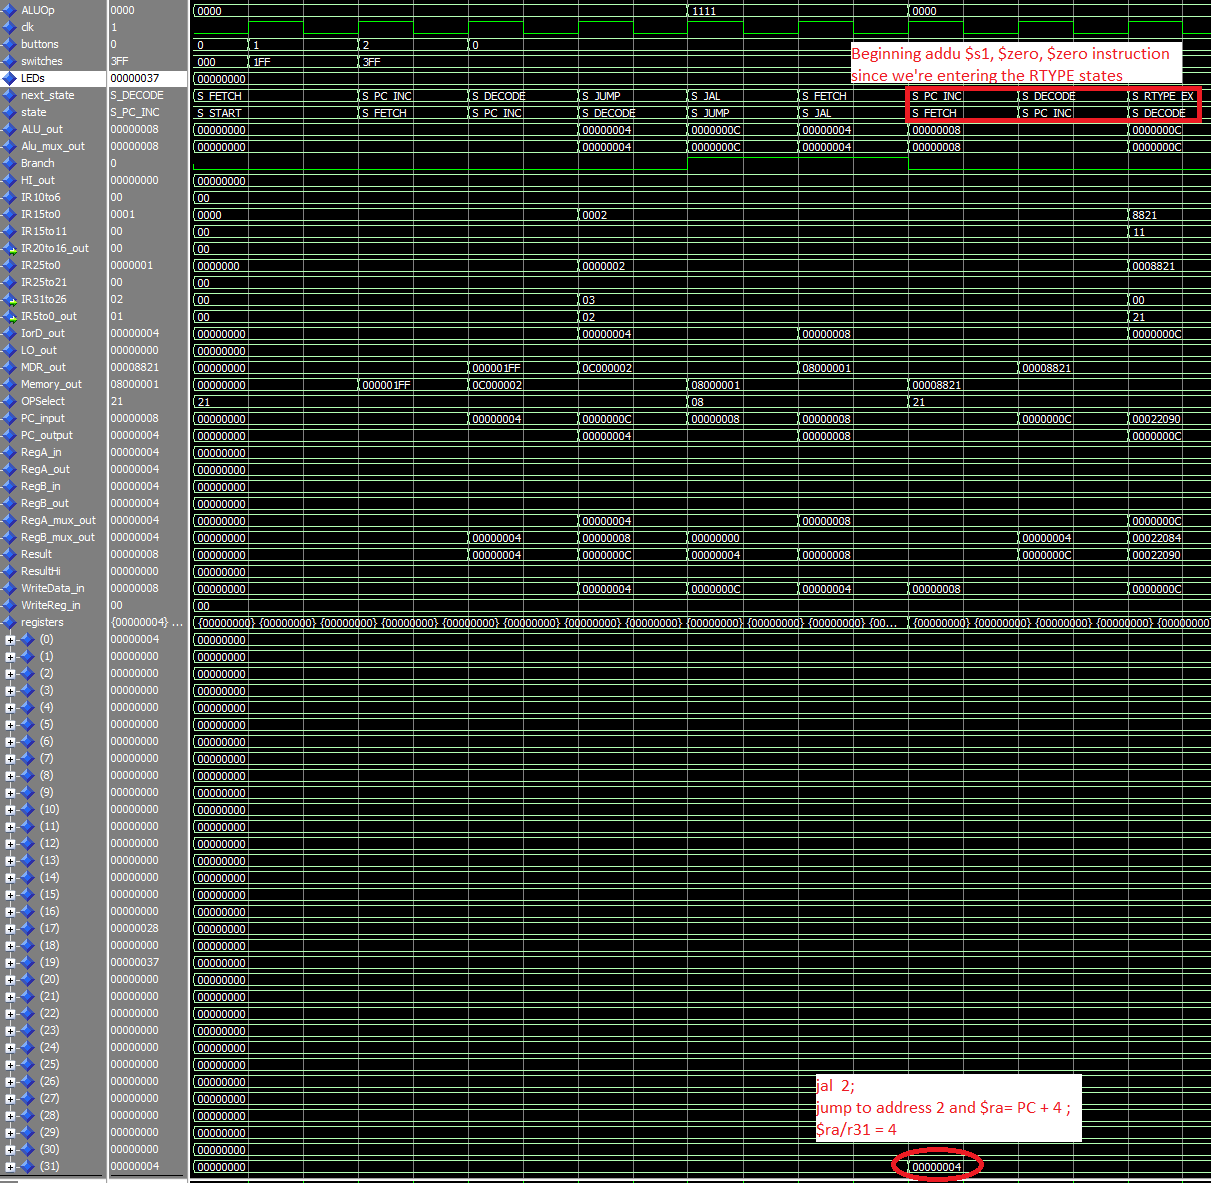 ALUOp 0000 0000 1111 0000
clk 1
buttons 0 0 1 2 0
switches 3FF 000 1FF 3FF
Beginning addu $s1, $zero, $zero instruction
since we're entering the RTYPE states
LEDs 00000037 00000000
next_state S_DECODE S_FETCH S_PC_INC S_DECODE S_JUMP S_JAL S_FETCH S_PC_INC S_DECODE S_RTYPE_EX
state S_PC_INC S_START S_FETCH S_PC_INC S_DECODE S_JUMP S_JAL S_FETCH S_PC_INC S_DECODE
ALU_out 00000008 00000000 00000004 0000000C 00000004 00000008 0000000C
Alu_mux_out 00000008 00000000 00000004 0000000C 00000004 00000008 0000000C
Branch 0
HI_out 00000000 00000000
IR10to6 00 00
IR15to0 0001 0000 0002 8821
IR15to11 00 00 11
IR20to16_out 00 00
IR25to0 0000001 0000000 0000002 0008821
IR25to21 00 00
IR31to26 02 00 03 00
IR5to0_out 01 00 02 21
IorD_out 00000004 00000000 00000004 00000008 0000000C
LO_out 00000000 00000000
MDR_out 00008821 00000000 000001FF 0C000002 08000001 00008821
Memory_out 08000001 00000000 000001FF 0C000002 08000001 00008821
OPSelect 21 21 08 21
PC_input 00000008 00000000 00000004 0000000C 00000008 00000008 0000000C 00022090
PC_output 00000004 00000000 00000004 00000008 0000000C
RegA_in 00000004 00000000
RegA_out 00000004 00000000
RegB_in 00000004 00000000
RegB_out 00000004 00000000
RegA_mux_out 00000004 00000000 00000004 00000008 0000000C
RegB_mux_out 00000004 00000000 00000004 00000008 00000000 00000004 00022084
Result 00000008 00000000 00000004 0000000C 00000004 00000008 0000000C 00022090
ResultHi 00000000 00000000
WriteData_in 00000008 00000000 00000004 0000000C 00000004 00000008 0000000C
WriteReg_in 00 00
registers {00000004} ... {00000000} {00000000} {00000000} {00000000} {00000000} {00000000} {00000000} {00000000} {00000000} {00000000} {00000000} {00... {00000000} {00000000} {00000000} {00000000} {00000000}
(0) 00000004 00000000
(1) 00000000 00000000
(2) 00000000 00000000
(3) 00000000 00000000
(4) 00000000 00000000
(5) 00000000 00000000
(6) 00000000 00000000
(7) 00000000 00000000
(8) 00000000 00000000
(9) 00000000 00000000
(10) 00000000 00000000
(11) 00000000 00000000
(12) 00000000 00000000
(13) 00000000 00000000
(14) 00000000 00000000
(15) 00000000 00000000
(16) 00000000 00000000
(17) 00000028 00000000
(18) 00000000 00000000
(19) 00000037 00000000
(20) 00000000 00000000
(21) 00000000 00000000
(22) 00000000 00000000
(23) 00000000 00000000
(24) 00000000 00000000
(25) 00000000 00000000
(26) 00000000 00000000
(27) 00000000 00000000
(28) 00000000 00000000
(29) 00000000 00000000
(30) 00000000 00000000
jal 2;
jump to address 2 and $ra= PC + 4 ;
$ra/r31 = 4
(31) 00000004 00000000 00000004